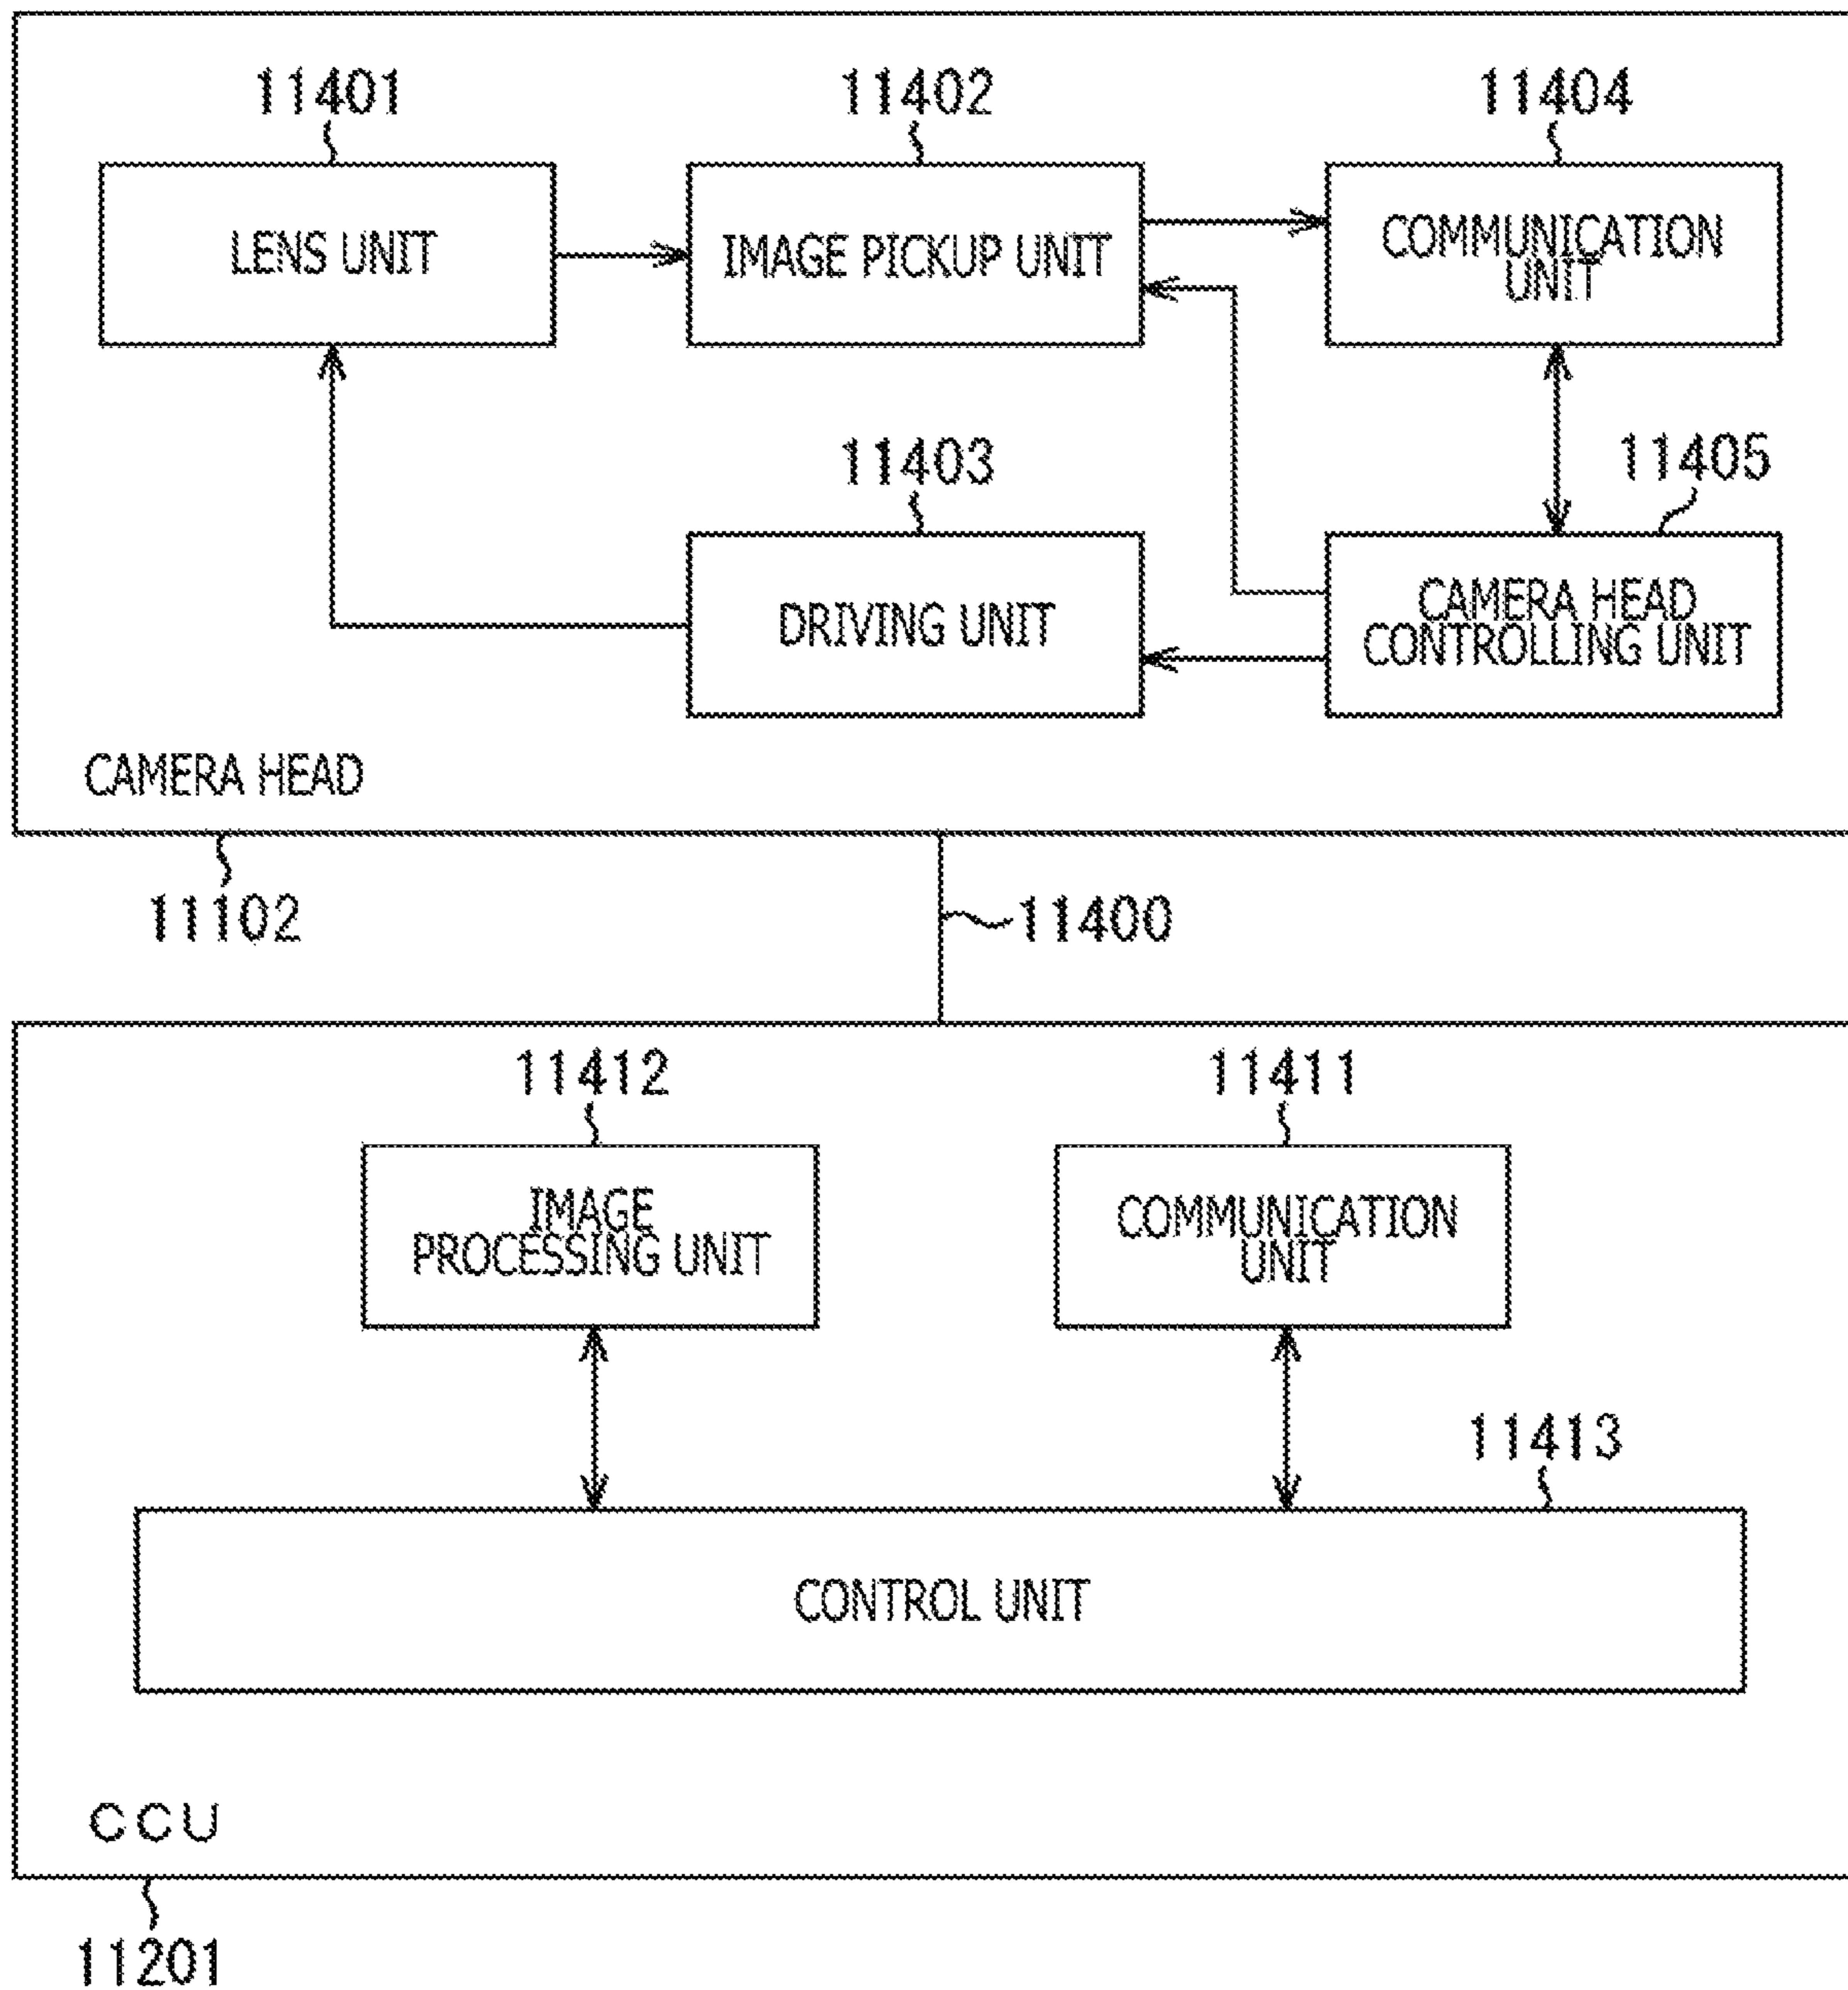 11401
11402
11404
LENS UNIT
IMAGE PICKUP UNIT
COMMUNICATION
UNIT
11403
11405
DRIVING UNIT
CAMERA HEAD
CONTROLLING UNIT
CAMERA HEAD
11102
11400
11412
11411
IMAGE
PROCESSING UNIT
COMMUNICATION
UNIT
11413
CONTROL UNIT
CCU
11201